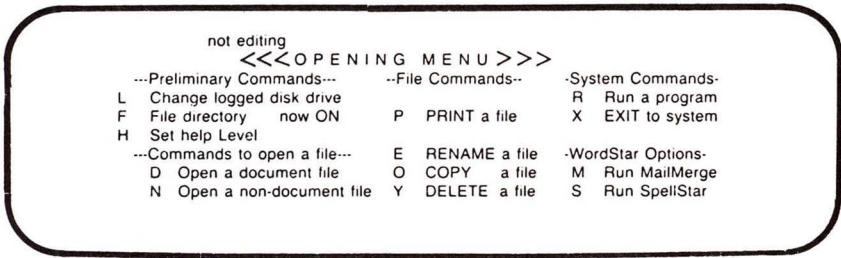 not editing
<<<OPENING MENU>>>
---Preliminary Commands--- --File Commands-- -System Commands-
L Change logged disk drive R Run a program
F File directory now ON P PRINT a file X EXIT to system
H Set help Level
---Commands to open a file--- E RENAME a file -WordStar Options-
D Open a document file O COPY a file M Run MailMerge
N Open a non-document file Y DELETE a file S Run SpellStar